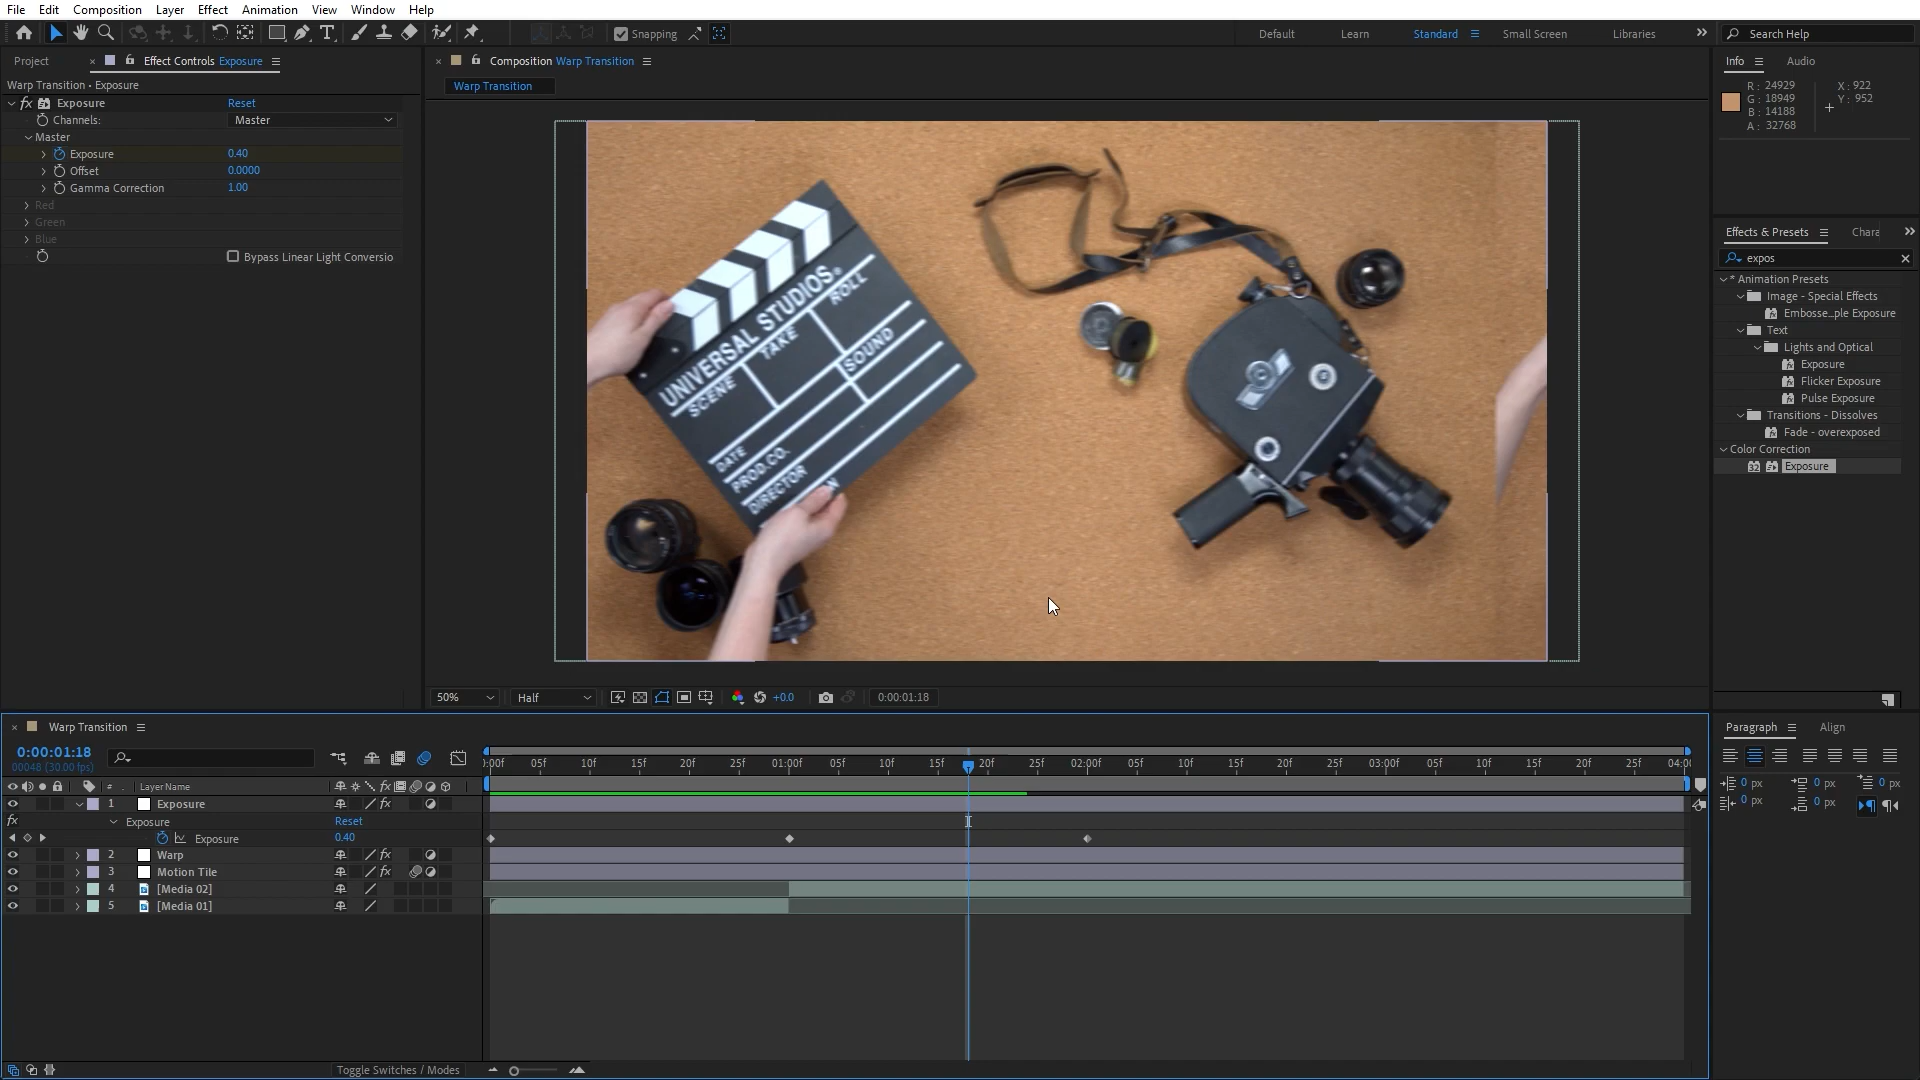 File Edit Composition Layer Effect Animation View Window Help
Snapping
Default Learn Standard Small Screen Libraries
Search Help
Project
Effect Controls Exposure
Warp Transition • Exposure
fx Exposure Reset
Channels: Master
Master
Exposure 0.40
Offset 0.0000
Gamma Correction 1.00
Red
Green
Blue
Bypass Linear Light Conversio
Composition Warp Transition
Warp Transition
UNIVERSAL STUDIOS®
ROLL
SCENE
TAKE
SOUND
DATE
PROD.CO.
DIRECTOR
50% Half +0.0 0:00:01:18
Info Audio
R: 24929
G: 18949
B: 14188
A: 32768
X: 922
Y: 952
Effects & Presets Chara
expos
* Animation Presets
Image - Special Effects
Embosse...ple Exposure
Text
Lights and Optical
Exposure
Flicker Exposure
Pulse Exposure
Transitions - Dissolves
Fade - overexposed
Color Correction
32 Exposure
Warp Transition
0:00:01:18
00048 (30.00 fps)
:00f 05f 10f 15f 20f 25f 01:00f 05f 10f 15f 20f 25f 02:00f 05f 10f 15f 20f 25f 03:00f 05f 10f 15f 20f 25f 04:00
# . Layer Name fx
1 Exposure fx
fx Exposure Reset
Exposure 0.40
2 Warp fx
3 Motion Tile
4 [Media 02]
5 [Media 01]
Toggle Switches / Modes
Paragraph Align
0 px 0 px 0 px
0 px 0 px